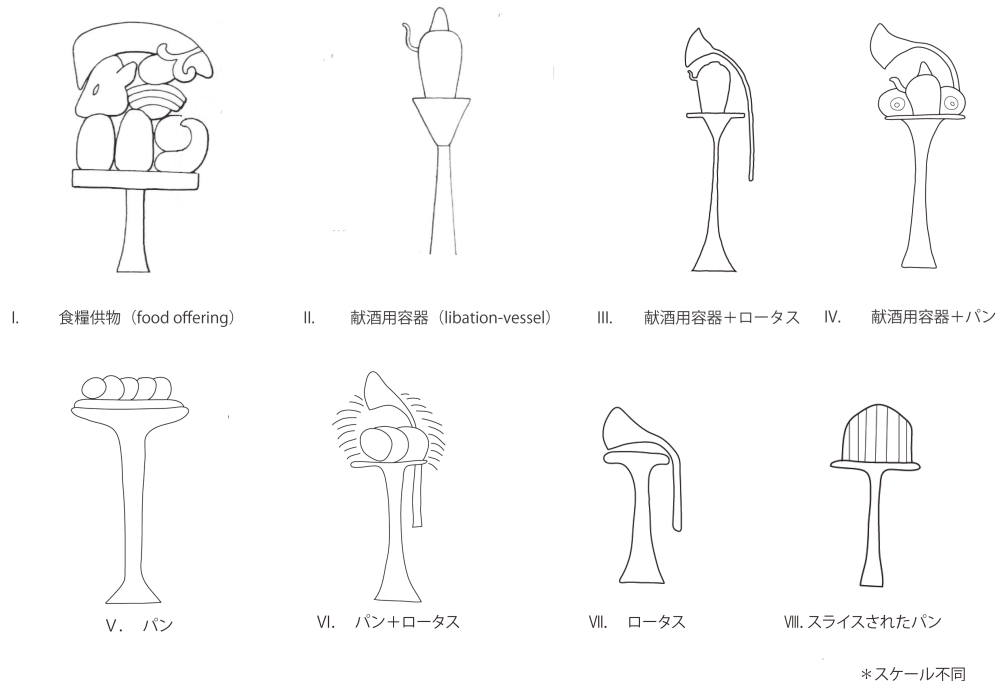 I. 食糧供物（food offering）
II. 献酒用容器（libation-vessel）
III. 献酒用容器＋ロータス
IV. 献酒用容器＋パン
V. パン
VI. パン＋ロータス
VII. ロータス
VIII. スライスされたパン
＊スケール不同